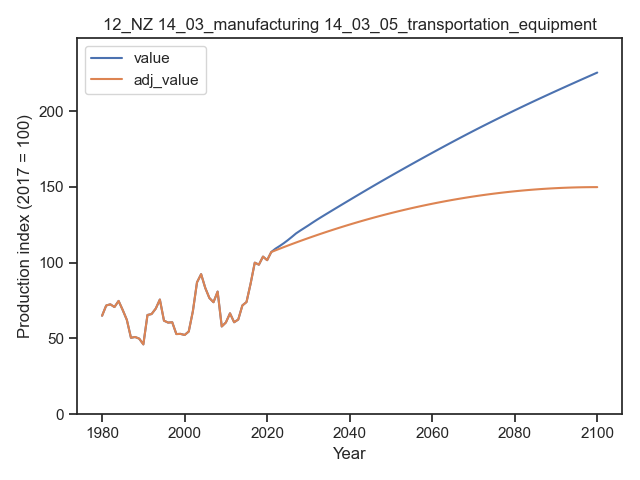 12_NZ 14_03_manufacturing 14_03_05_transportation_equipment
value
adj_value
Production index (2017 = 100)
200
150
100
50
0
1980 2000 2020 2040 2060 2080 2100
Year